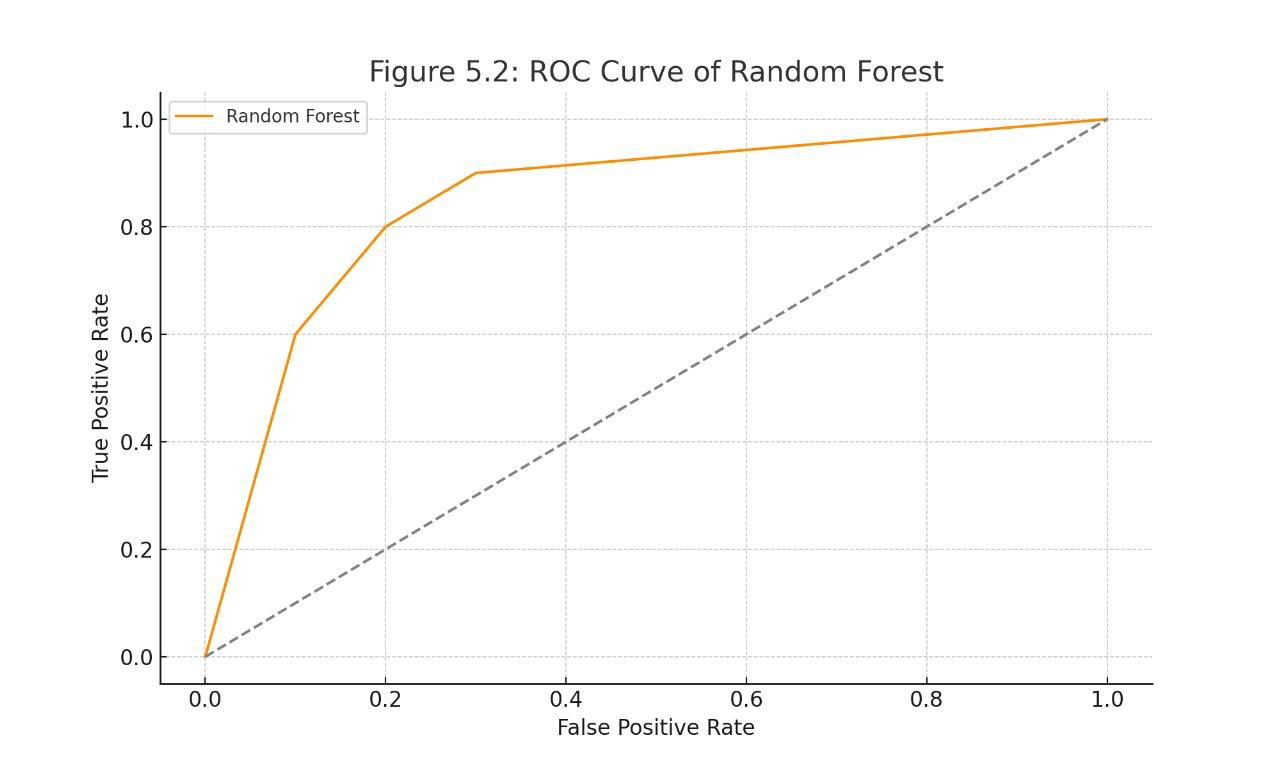 Figure 5.2: ROC Curve of Random Forest
Random Forest
True Positive Rate
1.0
0.8
0.6
0.4
0.2
0.0
0.0 0.2 0.4 0.6 0.8 1.0
False Positive Rate